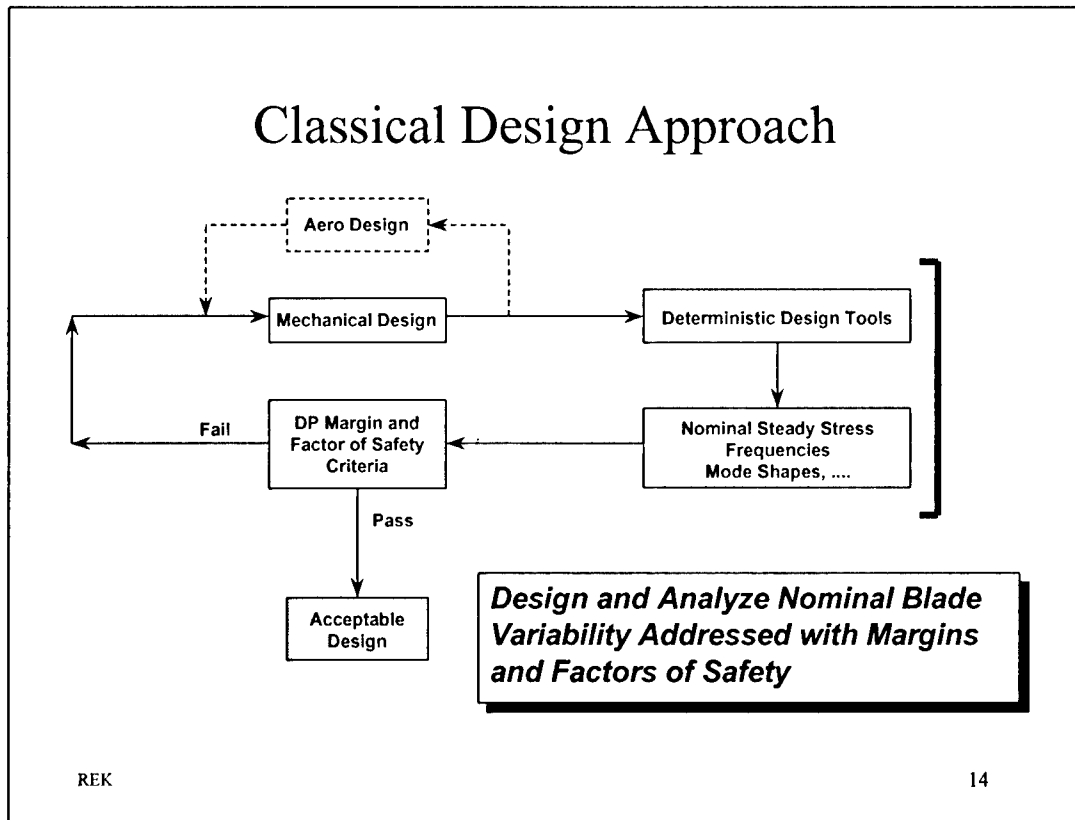 Classical Design Approach
Aero Design
Mechanical Design
Deterministic Design Tools
Fail
DP Margin and
Factor of Safety
Criteria
Nominal Steady Stress
Frequencies
Mode Shapes, ....
Pass
Acceptable
Design
Design and Analyze Nominal Blade
Variability Addressed with Margins
and Factors of Safety
REK
14